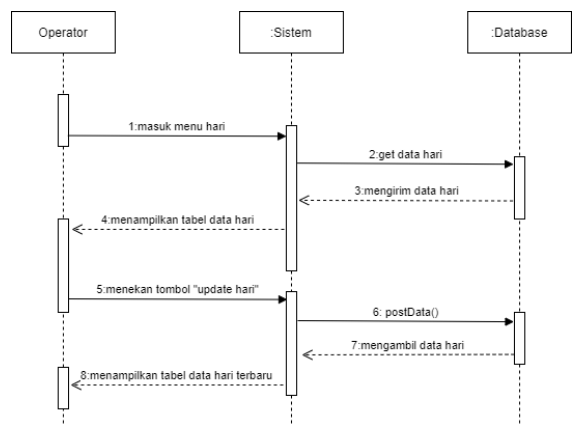 Operator
:Sistem
:Database
1:masuk menu hari
2:get data hari
3:mengirim data hari
4:menampilkan tabel data hari
5:menekan tombol "update hari"
6: postData()
7:mengambil data hari
8:menampilkan tabel data hari terbaru